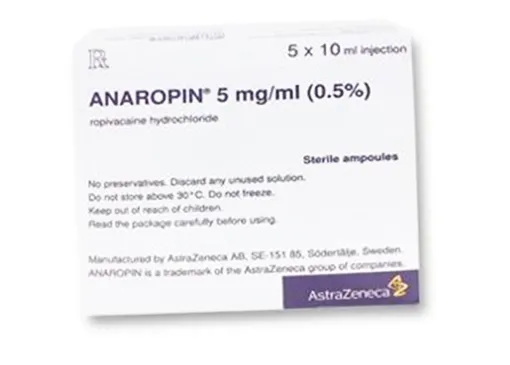 Rx
5 x 10 ml injection
ANAROPIN® 5 mg/ml (0.5%)
ropivacaine hydrochloride
Sterile ampoules
No preservatives. Discard any unused solution.
Do not store above 30°C. Do not freeze.
Keep out of reach of children.
Read the package carefully before using.
Manufactured by AstraZeneca AB, SE-151 85, Södertälje, Sweden.
ANAROPIN is a trademark of the AstraZeneca group of companies.
AstraZeneca